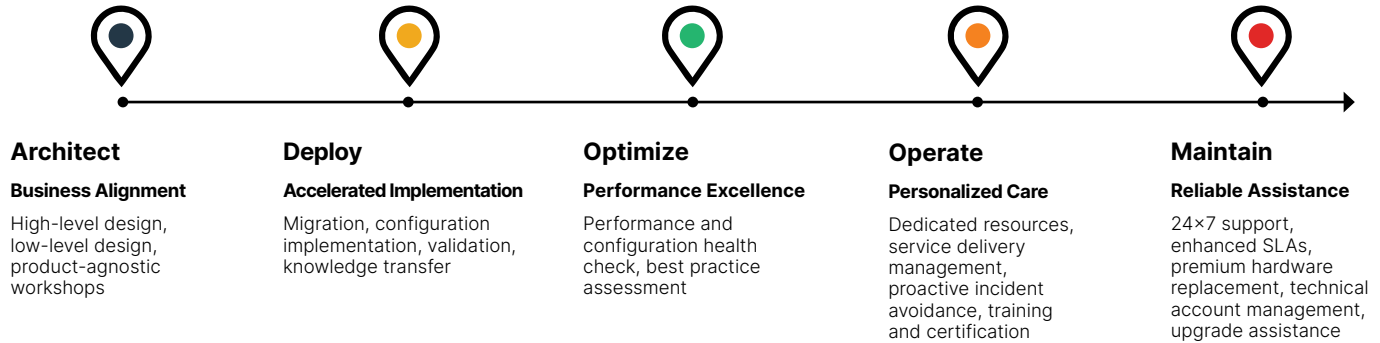 Architect
Business Alignment
High-level design,
low-level design,
product-agnostic
workshops
Deploy
Accelerated Implementation
Migration, configuration
implementation, validation,
knowledge transfer
Optimize
Performance Excellence
Performance and
configuration health
check, best practice
assessment
Operate
Personalized Care
Dedicated resources,
service delivery
management,
proactive incident
avoidance, training
and certification
Maintain
Reliable Assistance
24×7 support,
enhanced SLAs,
premium hardware
replacement, technical
account management,
upgrade assistance